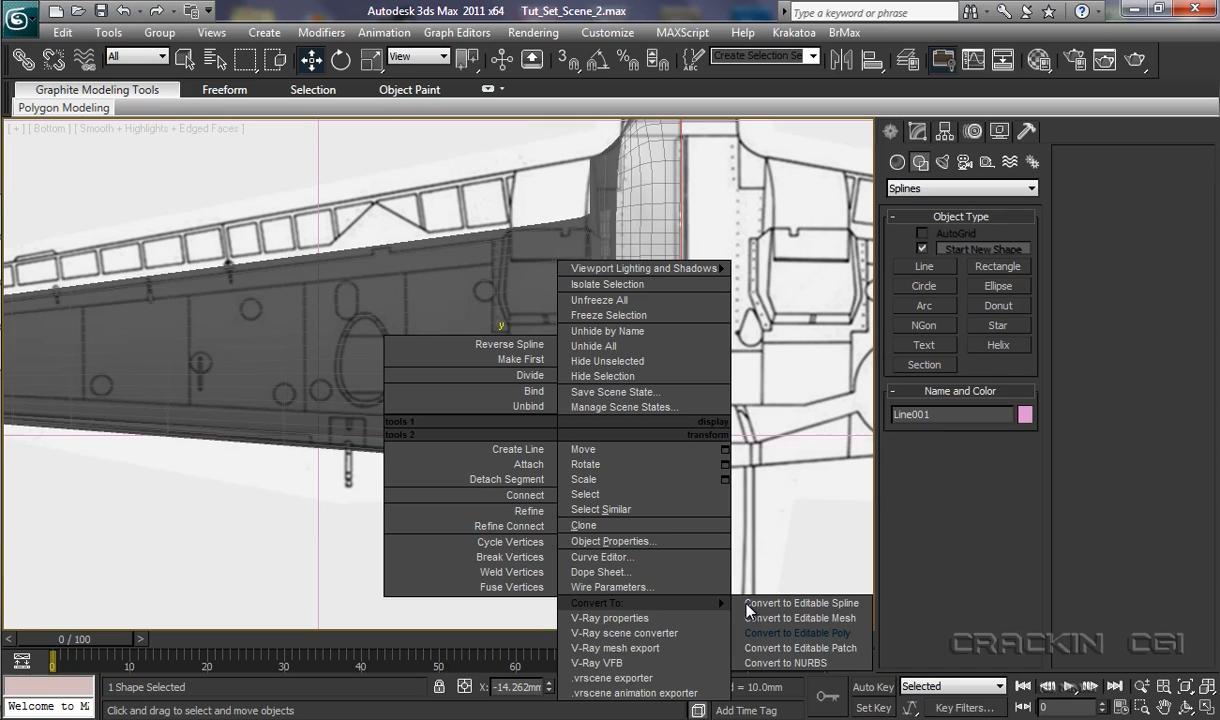 Autodesk 3ds Max 2011 x64 Tut_Set_Scene_2.max
Type a keyword or phrase
Edit Tools Group Views Create Modifiers Animation Graph Editors Rendering Customize MAXScript Help Krakatoa BrMax
All View Create Selection Se
Graphite Modeling Tools Freeform Selection Object Paint
Polygon Modeling
[ + ] [ Bottom ] [ Smooth + Highlights + Edged Faces ]
Splines
- Object Type
AutoGrid
Start New Shape
Line Rectangle
Circle Ellipse
Arc Donut
NGon Star
Text Helix
Section
- Name and Color
Line001
y
Viewport Lighting and Shadows
Isolate Selection
Unfreeze All
Freeze Selection
Unhide by Name
Unhide All
Hide Unselected
Hide Selection
Save Scene State...
Manage Scene States...
Reverse Spline
Make First
Divide
Bind
Unbind
tools 1 display
tools 2 transform
Create Line
Attach
Detach Segment
Connect
Refine
Refine Connect
Cycle Vertices
Break Vertices
Weld Vertices
Fuse Vertices
Move
Rotate
Scale
Select
Select Similar
Clone
Object Properties...
Curve Editor...
Dope Sheet...
Wire Parameters...
Convert To:
V-Ray properties
V-Ray scene converter
V-Ray mesh export
V-Ray VFB
.vrscene exporter
.vrscene animation exporter
Convert to Editable Spline
Convert to Editable Mesh
Convert to Editable Poly
Convert to Editable Patch
Convert to NURBS
CRACKIN CGI
< 0 / 100 >
0 10 20 30 40 50 60
1 Shape Selected X: -14.262mm d = 10.0mm Auto Key Selected
Welcome to MA Click and drag to select and move objects Add Time Tag Set Key Key Filters... 0